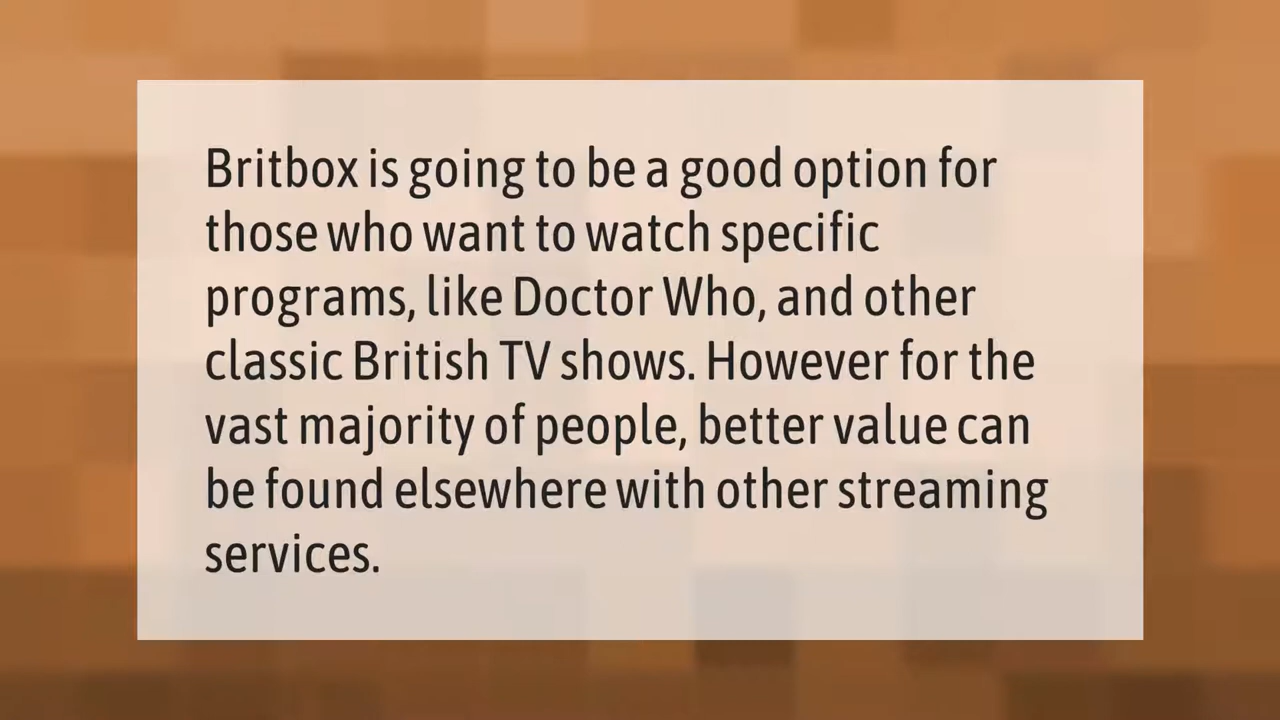 Britbox is going to be a good option for
those who want to watch specific
programs, like Doctor Who, and other
classic British TV shows. However for the
vast majority of people, better value can
be found elsewhere with other streaming
services.